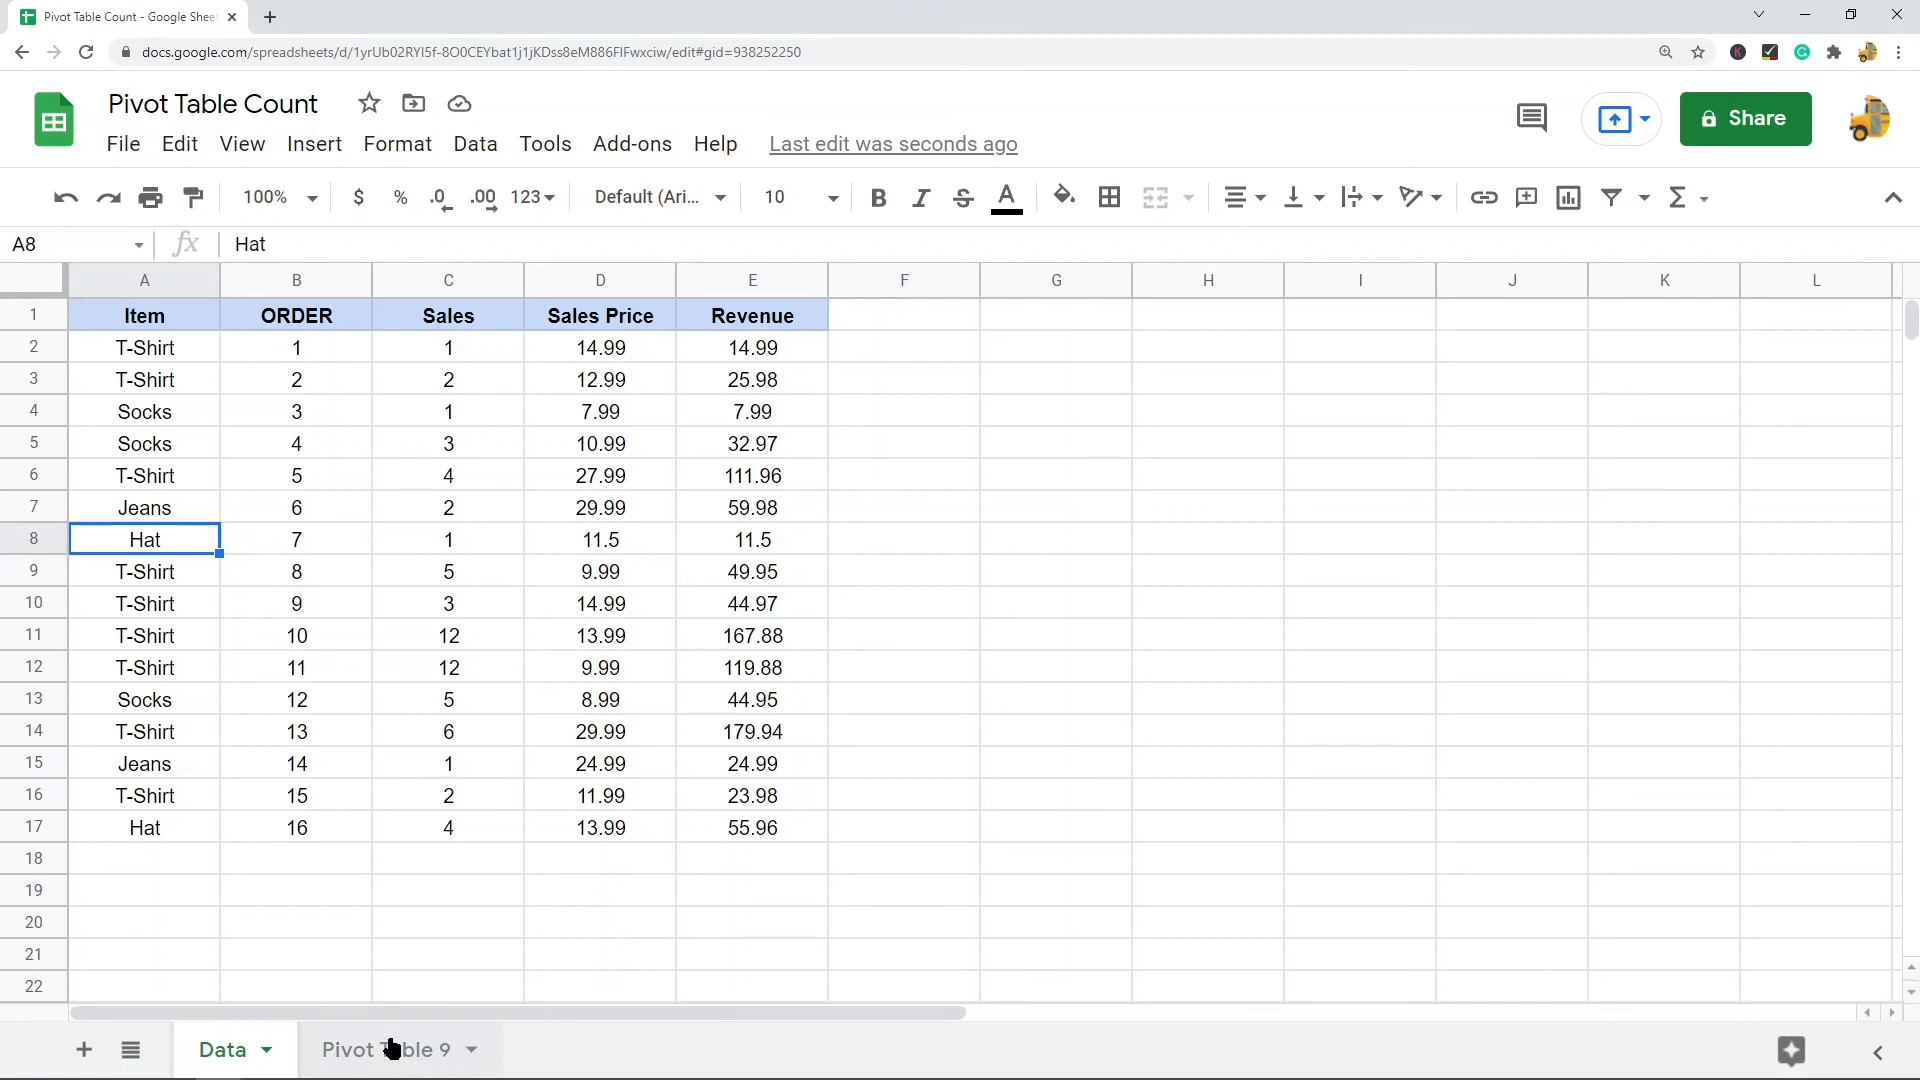 Pivot Table Count - Google Shee
docs.google.com/spreadsheets/d/1yrUb02RYI5f-8O0CEYbat1j1jKDss8eM886FIFwxciw/edit#gid=938252250
Pivot Table Count
File Edit View Insert Format Data Tools Add-ons Help Last edit was seconds ago
Share
100% $ % .0 .00 123 Default (Ari... 10 B I S A
A8 fx Hat
A B C D E F G H I J K L
1 Item ORDER Sales Sales Price Revenue
2 T-Shirt 1 1 14.99 14.99
3 T-Shirt 2 2 12.99 25.98
4 Socks 3 1 7.99 7.99
5 Socks 4 3 10.99 32.97
6 T-Shirt 5 4 27.99 111.96
7 Jeans 6 2 29.99 59.98
8 Hat 7 1 11.5 11.5
9 T-Shirt 8 5 9.99 49.95
10 T-Shirt 9 3 14.99 44.97
11 T-Shirt 10 12 13.99 167.88
12 T-Shirt 11 12 9.99 119.88
13 Socks 12 5 8.99 44.95
14 T-Shirt 13 6 29.99 179.94
15 Jeans 14 1 24.99 24.99
16 T-Shirt 15 2 11.99 23.98
17 Hat 16 4 13.99 55.96
18
19
20
21
22
Data Pivot Table 9